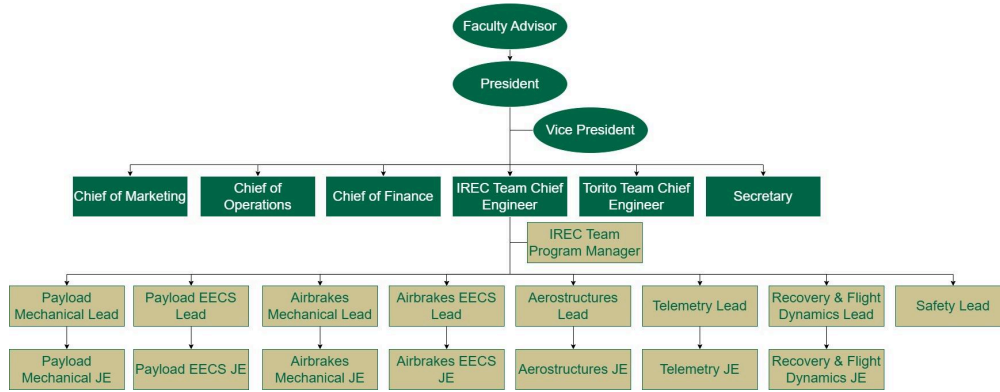 Faculty Advisor
President
Vice President
Chief of Marketing
Chief of
Operations
Chief of Finance
IREC Team Chief
Engineer
Torito Team Chief
Engineer
Secretary
IREC Team
Program Manager
Payload
Mechanical Lead
Payload EECS
Lead
Airbrakes
Mechanical Lead
Airbrakes EECS
Lead
Aerostructures
Lead
Telemetry Lead
Recovery & Flight
Dynamics Lead
Safety Lead
Payload
Mechanical JE
Payload EECS JE
Airbrakes
Mechanical JE
Airbrakes EECS
JE
Aerostructures JE
Telemetry JE
Recovery & Flight
Dynamics JE